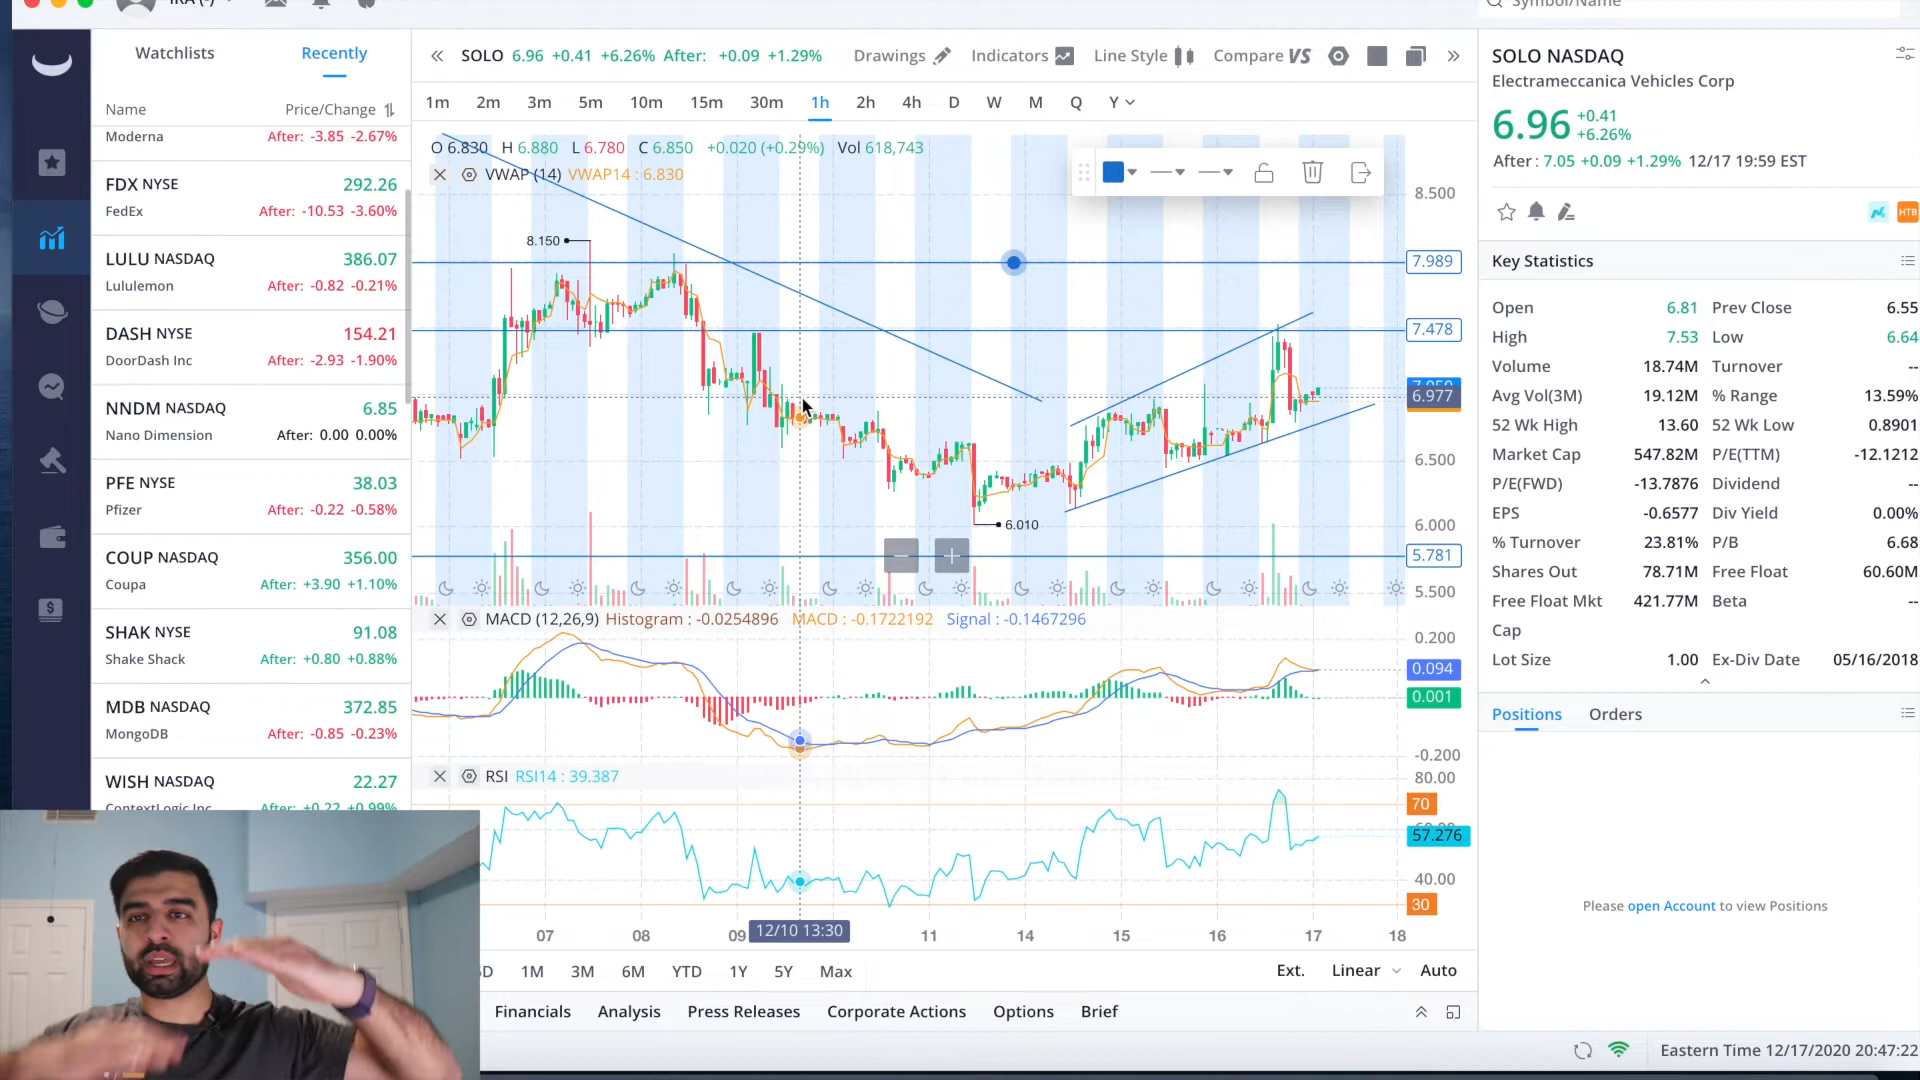 Symbol/Name
Watchlists
Recently
Name
Price/Change
Moderna
After: -3.85 -2.67%
FDX NYSE
292.26
FedEx
After: -10.53 -3.60%
LULU NASDAQ
386.07
Lululemon
After: -0.82 -0.21%
DASH NYSE
154.21
DoorDash Inc
After: -2.93 -1.90%
NNDM NASDAQ
6.85
Nano Dimension
After: 0.00 0.00%
PFE NYSE
38.03
Pfizer
After: -0.22 -0.58%
COUP NASDAQ
356.00
Coupa
After: +3.90 +1.10%
SHAK NYSE
91.08
Shake Shack
After: +0.80 +0.88%
MDB NASDAQ
372.85
MongoDB
After: -0.85 -0.23%
WISH NASDAQ
22.27
ContextLogic Inc
After: +0.22 +0.99%
SOLO 6.96 +0.41 +6.26% After: +0.09 +1.29%
Drawings
Indicators
Line Style
Compare VS
1m 2m 3m 5m 10m 15m 30m 1h 2h 4h D W M Q Y
O 6.830 H 6.880 L 6.780 C 6.850 +0.020 (+0.29%) Vol 618,743
VWAP (14) VWAP14 : 6.830
8.150
6.010
8.500
7.989
7.478
6.977
6.500
6.000
5.781
5.500
MACD (12,26,9) Histogram : -0.0254896 MACD : -0.1722192 Signal : -0.1467296
0.200
0.094
0.001
-0.200
RSI RSI14 : 39.387
80.00
70
57.276
40.00
30
07 08 09 12/10 13:30 11 14 15 16 17 18
1M 3M 6M YTD 1Y 5Y Max
Ext. Linear Auto
Financials Analysis Press Releases Corporate Actions Options Brief
SOLO NASDAQ
Electrameccanica Vehicles Corp
6.96
+0.41
+6.26%
After : 7.05 +0.09 +1.29% 12/17 19:59 EST
HTB
Key Statistics
Open 6.81 Prev Close 6.55
High 7.53 Low 6.64
Volume 18.74M Turnover --
Avg Vol(3M) 19.12M % Range 13.59%
52 Wk High 13.60 52 Wk Low 0.8901
Market Cap 547.82M P/E(TTM) -12.1212
P/E(FWD) -13.7876 Dividend --
EPS -0.6577 Div Yield 0.00%
% Turnover 23.81% P/B 6.68
Shares Out 78.71M Free Float 60.60M
Free Float Mkt 421.77M Beta --
Cap
Lot Size 1.00 Ex-Div Date 05/16/2018
Positions Orders
Please open Account to view Positions
Eastern Time 12/17/2020 20:47:22